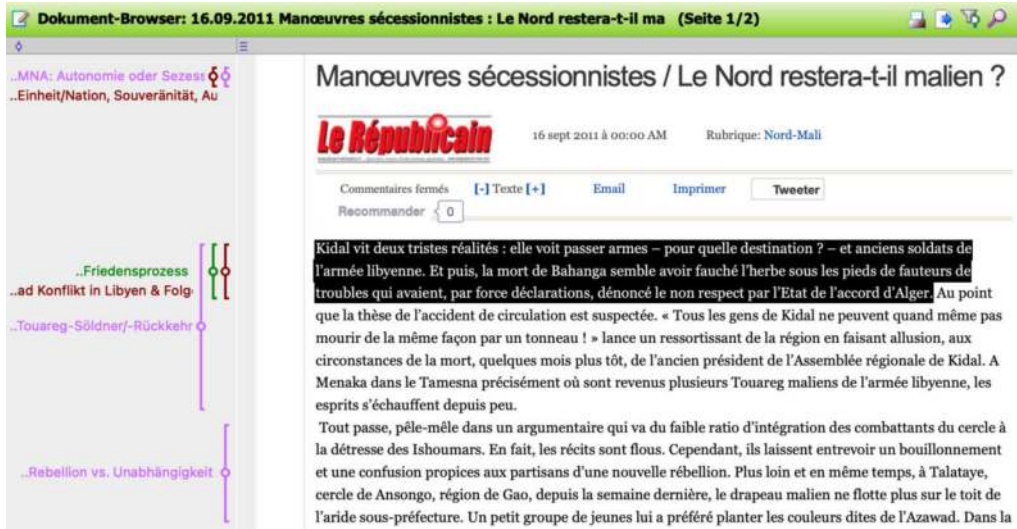 Dokument-Browser: 16.09.2011 Manœuvres sécessionnistes : Le Nord restera-t-il ma (Seite 1/2)
..MNA: Autonomie oder Sezess
..Einheit/Nation, Souveränität, Au
Manœuvres sécessionnistes / Le Nord restera-t-il malien ?
Le Républicain
16 sept 2011 à 00:00 AM Rubrique: Nord-Mali
Commentaires fermés [-] Texte [+] Email Imprimer Tweeter
Recommander 0
..Friedensprozess
..ad Konflikt in Libyen & Folg
..Touareg-Söldner/-Rückkehr
..Rebellion vs. Unabhängigkeit
Kidal vit deux tristes réalités : elle voit passer armes – pour quelle destination ? – et anciens soldats de
l'armée libyenne. Et puis, la mort de Bahanga semble avoir fauché l'herbe sous les pieds de fauteurs de
troubles qui avaient, par force déclarations, dénoncé le non respect par l'Etat de l'accord d'Alger. Au point
que la thèse de l'accident de circulation est suspectée. « Tous les gens de Kidal ne peuvent quand même pas
mourir de la même façon par un tonneau ! » lance un ressortissant de la région en faisant allusion, aux
circonstances de la mort, quelques mois plus tôt, de l'ancien président de l'Assemblée régionale de Kidal. A
Menaka dans le Tamesna précisément où sont revenus plusieurs Touareg maliens de l'armée libyenne, les
esprits s'échauffent depuis peu.
Tout passe, pêle-mêle dans un argumentaire qui va du faible ratio d'intégration des combattants du cercle à
la détresse des Ishoumars. En fait, les récits sont flous. Cependant, ils laissent entrevoir un bouillonnement
et une confusion propices aux partisans d'une nouvelle rébellion. Plus loin et en même temps, à Talataye,
cercle de Ansongo, région de Gao, depuis la semaine dernière, le drapeau malien ne flotte plus sur le toit de
l'aride sous-préfecture. Un petit groupe de jeunes lui a préféré planter les couleurs dites de l'Azawad. Dans la